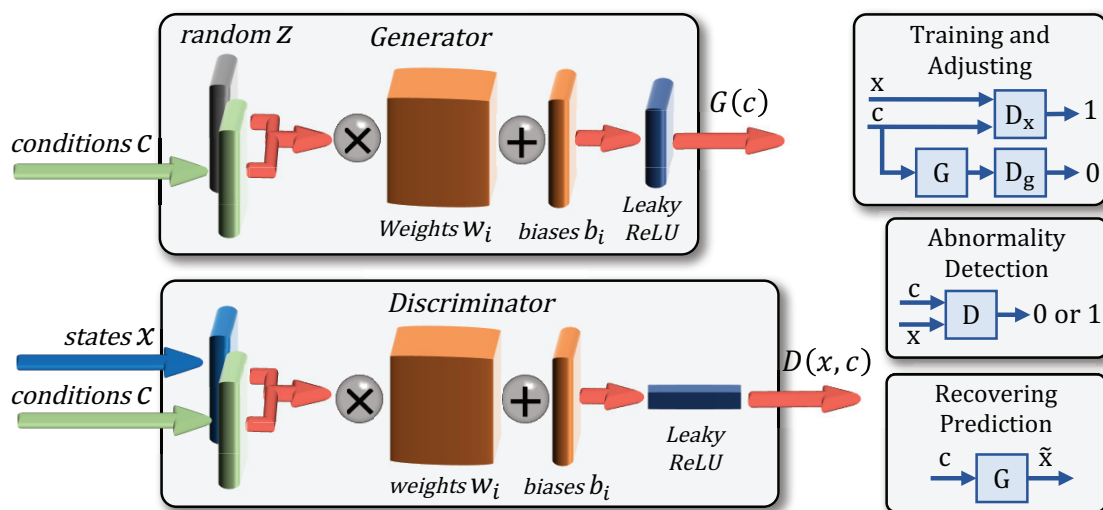 random z
Generator
conditions c
Weights wᵢ
biases bᵢ
Leaky
ReLU
G(c)
Discriminator
states x
conditions c
weights wᵢ
biases bᵢ
Leaky
ReLU
D(x, c)
Training and
Adjusting
x
c
Dₓ
1
G
D_g
0
Abnormality
Detection
c
x
D
0 or 1
Recovering
Prediction
c
G
x̃